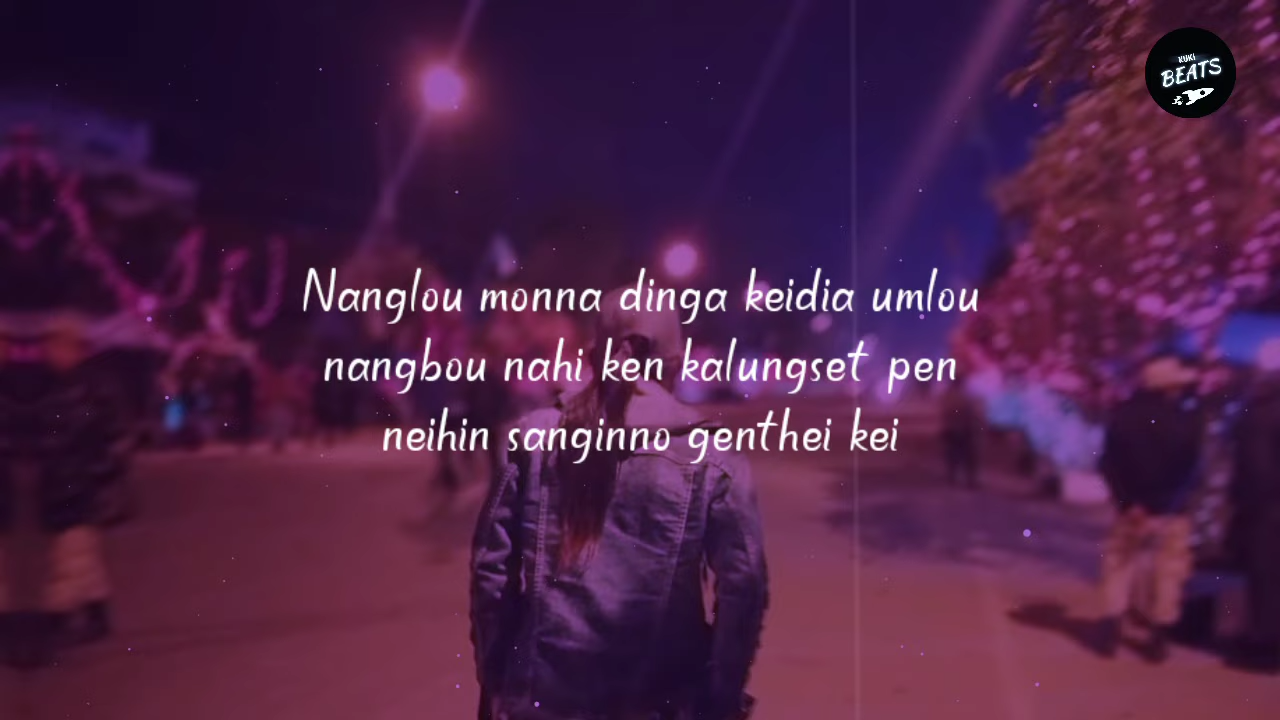 KUKI
BEATS
Nanglou monna dinga keidia umlou
nangbou nahi ken kalungset pen
neihin sanginno genthei kei